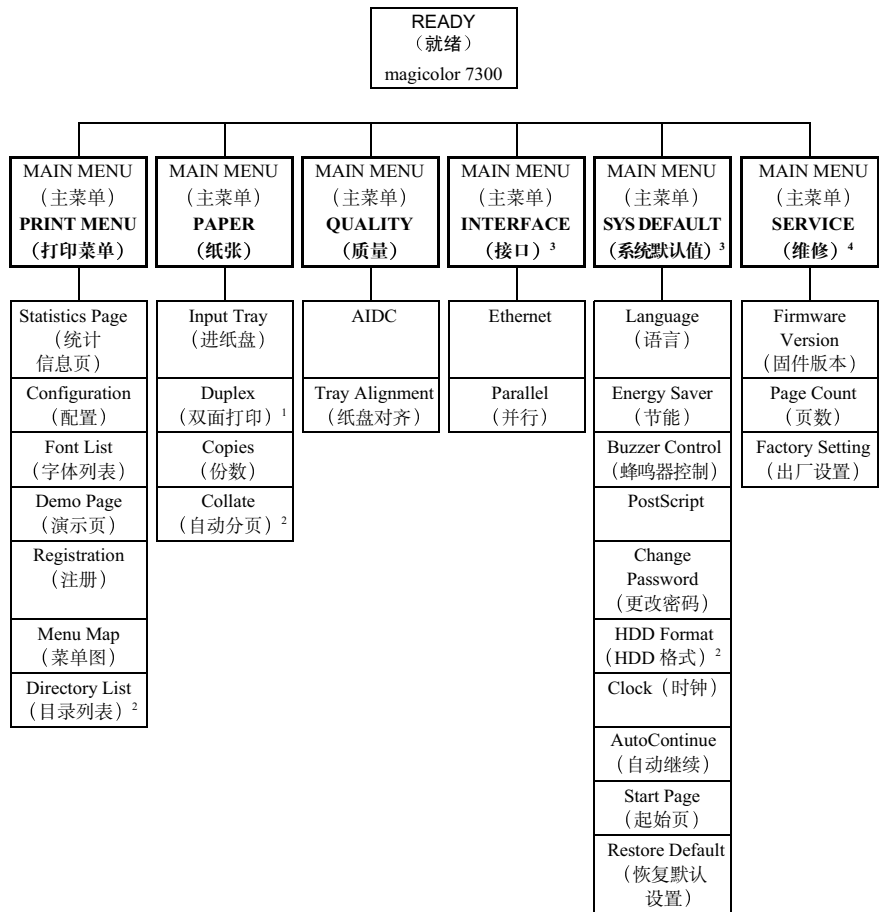 READY
（就绪）
magicolor 7300
MAIN MENU
（主菜单）
PRINT MENU
（打印菜单）
MAIN MENU
（主菜单）
PAPER
（纸张）
MAIN MENU
（主菜单）
QUALITY
（质量）
MAIN MENU
（主菜单）
INTERFACE
（接口）3
MAIN MENU
（主菜单）
SYS DEFAULT
（系统默认值）3
MAIN MENU
（主菜单）
SERVICE
（维修）4
Statistics Page
（统计
信息页）
Configuration
（配置）
Font List
（字体列表）
Demo Page
（演示页）
Registration
（注册）
Menu Map
（菜单图）
Directory List
（目录列表）2
Input Tray
（进纸盘）
Duplex
（双面打印）1
Copies
（份数）
Collate
（自动分页）2
AIDC
Tray Alignment
（纸盘对齐）
Ethernet
Parallel
（并行）
Language
（语言）
Energy Saver
（节能）
Buzzer Control
（蜂鸣器控制）
PostScript
Change
Password
（更改密码）
HDD Format
（HDD 格式）2
Clock（时钟）
AutoContinue
（自动继续）
Start Page
（起始页）
Restore Default
（恢复默认
设置）
Firmware
Version
（固件版本）
Page Count
（页数）
Factory Setting
（出厂设置）